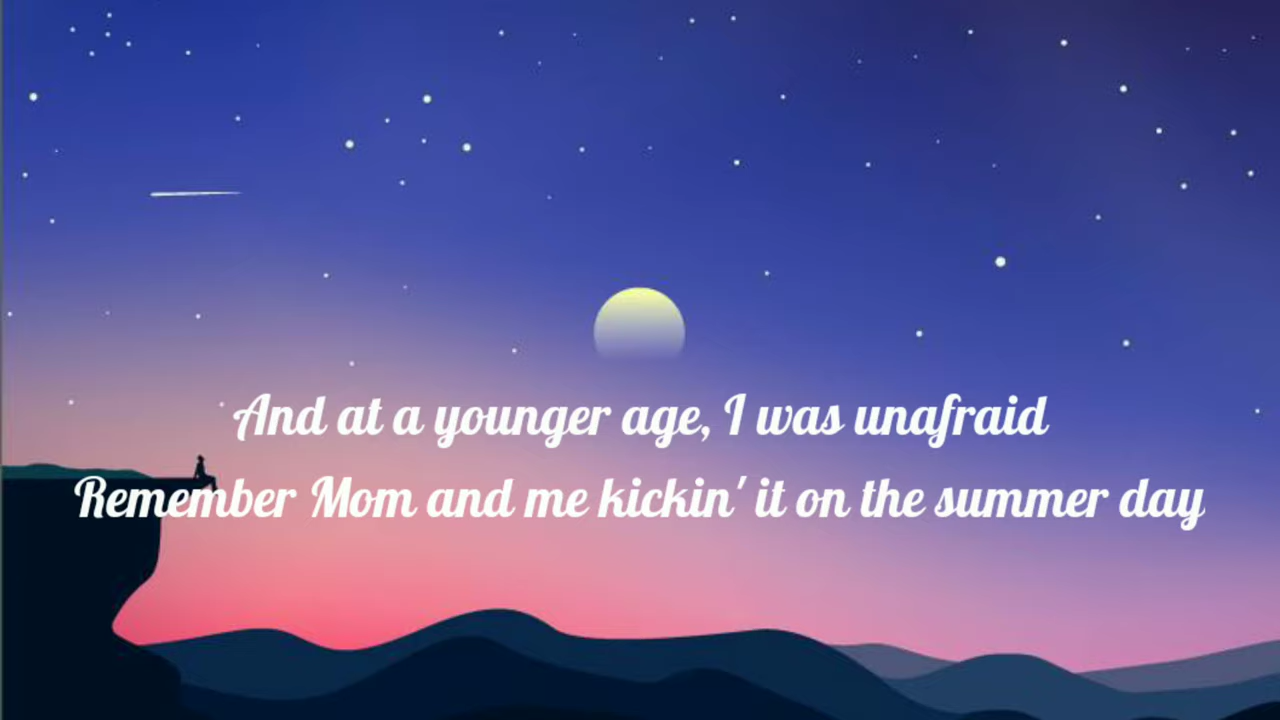 And at a younger age, I was unafraid
Remember Mom and me kickin' it on the summer day